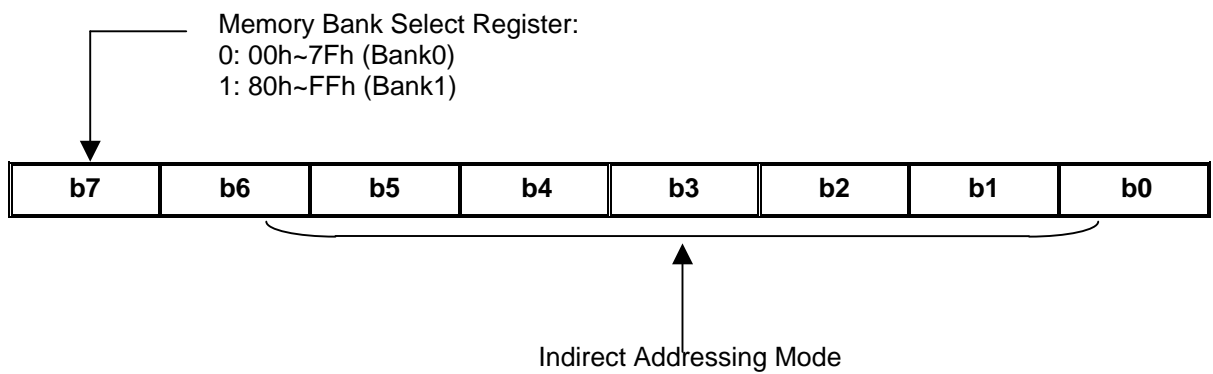 Memory Bank Select Register:
0: 00h~7Fh (Bank0)
1: 80h~FFh (Bank1)
b7 b6 b5 b4 b3 b2 b1 b0
Indirect Addressing Mode